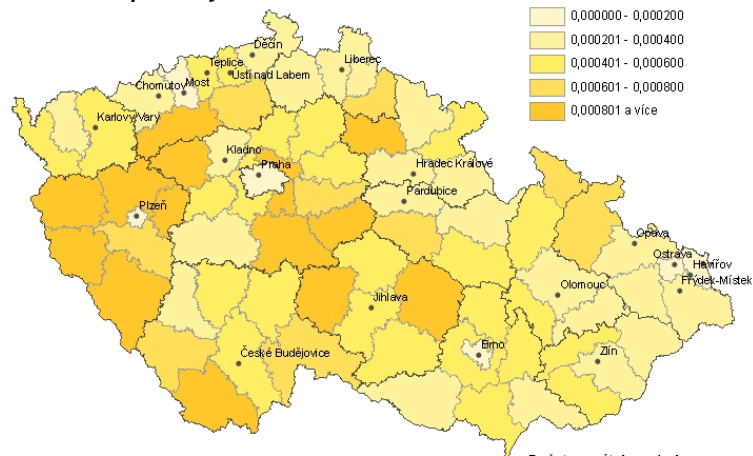 0,000000 - 0,000200
0,000201 - 0,000400
0,000401 - 0,000600
0,000601 - 0,000800
0,000801 a více
Děčín
Liberec
Teplice
Ústí nad Labem
Most
Chomutov
Karlovy Vary
Kladno
Praha
Hradec Králové
Pardubice
Plzeň
Opava
Ostrava
Havířov
Frýdek-Místek
Olomouc
Jihlava
Brno
Zlín
České Budějovice